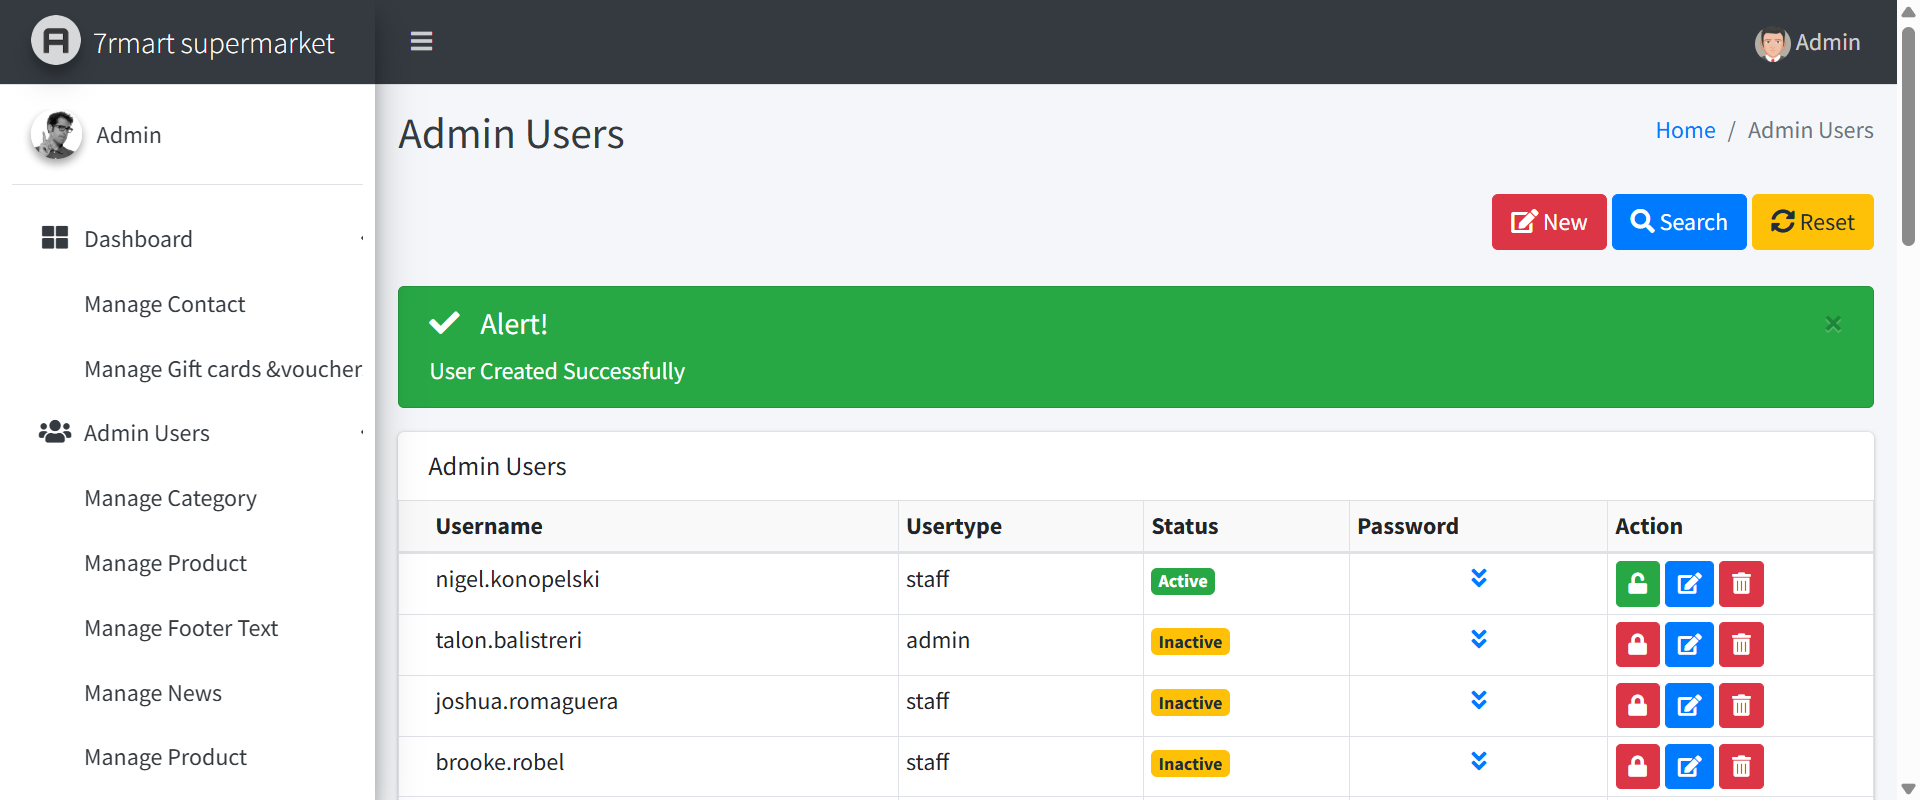 7rmart supermarket
Admin
Admin
Admin Users
Home / Admin Users
New Search Reset
Dashboard
Manage Contact
Manage Gift cards &voucher
Admin Users
Manage Category
Manage Product
Manage Footer Text
Manage News
Manage Product
Alert!
×
User Created Successfully
Admin Users
Username Usertype Status Password Action
nigel.konopelski staff Active
talon.balistreri admin Inactive
joshua.romaguera staff Inactive
brooke.robel staff Inactive